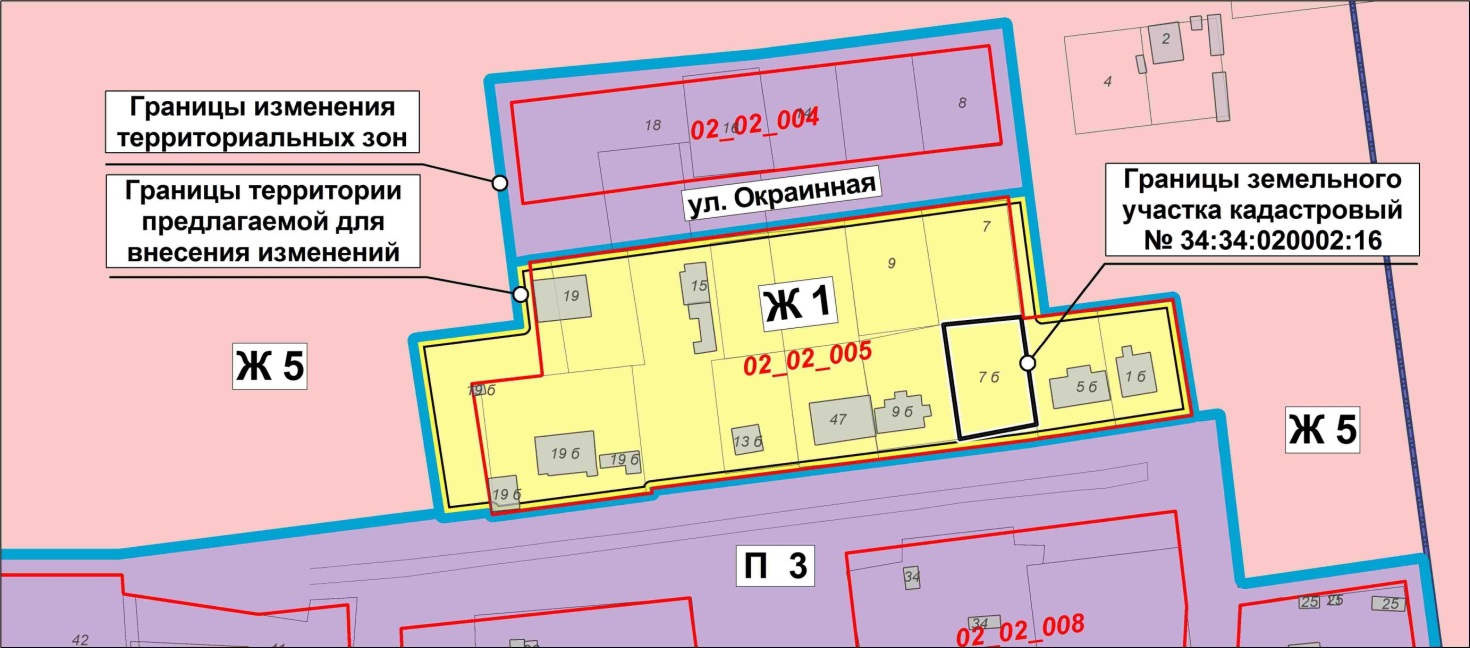 Границы изменения
территориальных зон
Границы территории
предлагаемой для
внесения изменений
Границы земельного
участка кадастровый
№ 34:34:020002:16
2
4
18
16
14
8
02_02_004
ул. Окраинная
7
9
15
19
Ж 1
02_02_005
Ж 5
Ж 5
7 б
5 б
1 б
19 б
47
9 б
13 б
19 б
19 б
19 б
П 3
34
34
02_02_008
25
25
25
42